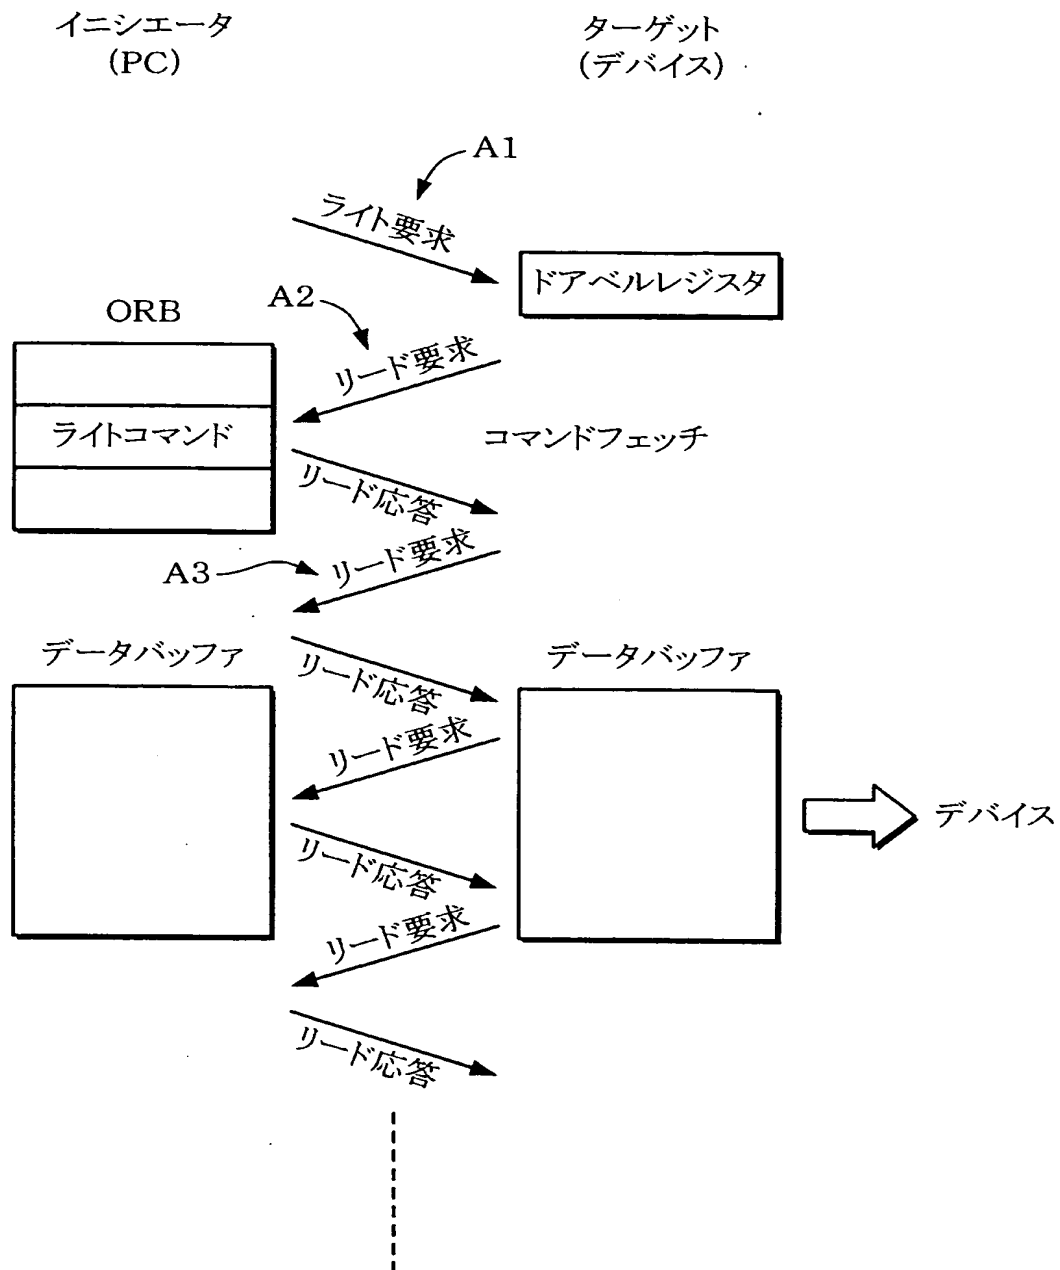 イニシエータ
(PC)
ターゲット
(デバイス)
A1
ライト要求
ドアベルレジスタ
A2
ORB
リード要求
ライトコマンド
コマンドフェッチ
リード応答
A3
リード要求
データバッファ
データバッファ
リード応答
リード要求
デバイス
リード応答
リード要求
リード応答